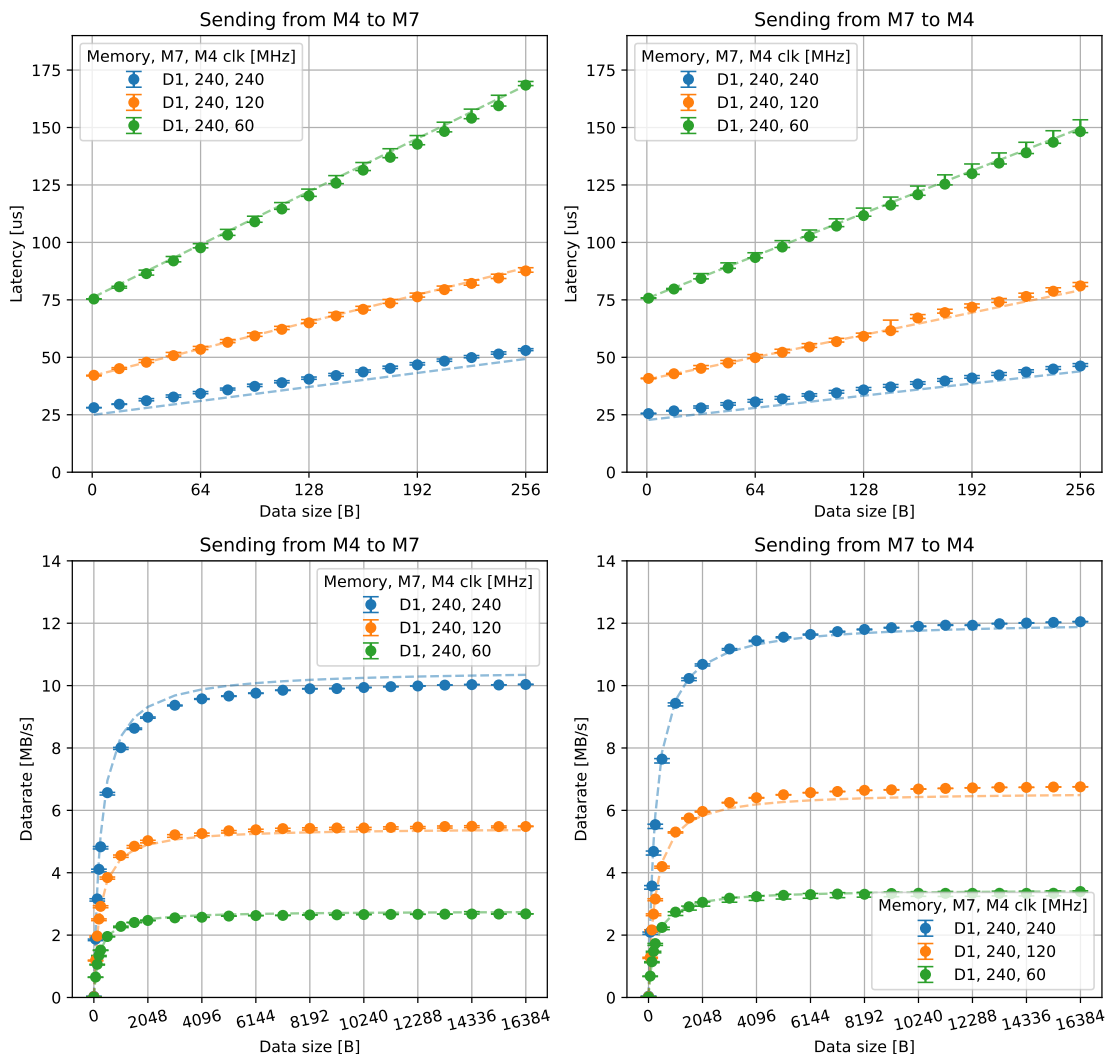 Sending from M4 to M7
Latency [us]
175
150
125
100
75
50
25
0
Memory, M7, M4 clk [MHz]
D1, 240, 240
D1, 240, 120
D1, 240, 60
0 64 128 192 256
Data size [B]
Sending from M7 to M4
Latency [us]
175
150
125
100
75
50
25
0
Memory, M7, M4 clk [MHz]
D1, 240, 240
D1, 240, 120
D1, 240, 60
0 64 128 192 256
Data size [B]
Sending from M4 to M7
Datarate [MB/s]
14
12
10
8
6
4
2
0
Memory, M7, M4 clk [MHz]
D1, 240, 240
D1, 240, 120
D1, 240, 60
0 2048 4096 6144 8192 10240 12288 14336 16384
Data size [B]
Sending from M7 to M4
Datarate [MB/s]
14
12
10
8
6
4
2
0
Memory, M7, M4 clk [MHz]
D1, 240, 240
D1, 240, 120
D1, 240, 60
0 2048 4096 6144 8192 10240 12288 14336 16384
Data size [B]